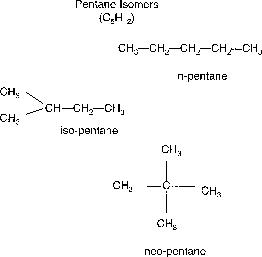 Pentane Isomers
(C₅H₁₂)
CH₃—CH₂—CH₂—CH₂—CH₃
n-pentane
CH₃
CH—CH₂—CH₃
CH₃
iso-pentane
CH₃
CH₃—C—CH₃
CH₃
neo-pentane